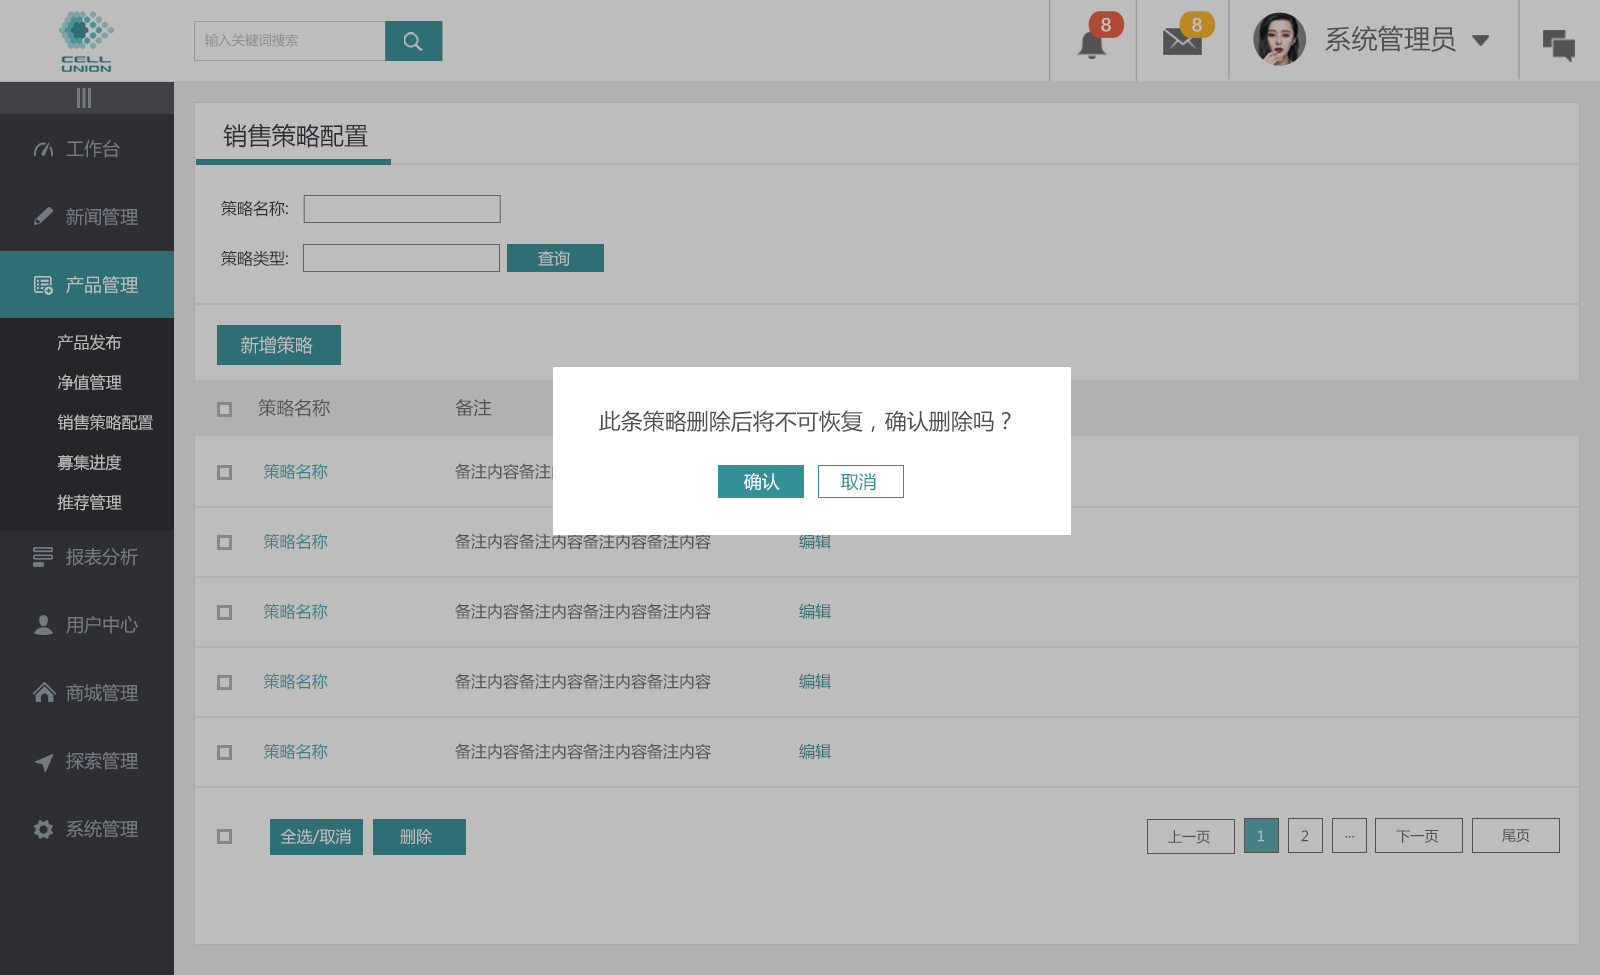 CELL
UNION
输入关键词搜索
8
8
系统管理员
工作台
新闻管理
产品管理
产品发布
净值管理
销售策略配置
募集进度
推荐管理
报表分析
用户中心
商城管理
探索管理
系统管理
销售策略配置
策略名称:
策略类型:
查询
新增策略
策略名称 备注
此条策略删除后将不可恢复，确认删除吗？
确认 取消
策略名称 备注内容备注
策略名称 备注内容备注内容备注内容备注内容 编辑
策略名称 备注内容备注内容备注内容备注内容 编辑
策略名称 备注内容备注内容备注内容备注内容 编辑
策略名称 备注内容备注内容备注内容备注内容 编辑
全选/取消 删除 上一页 1 2 ... 下一页 尾页